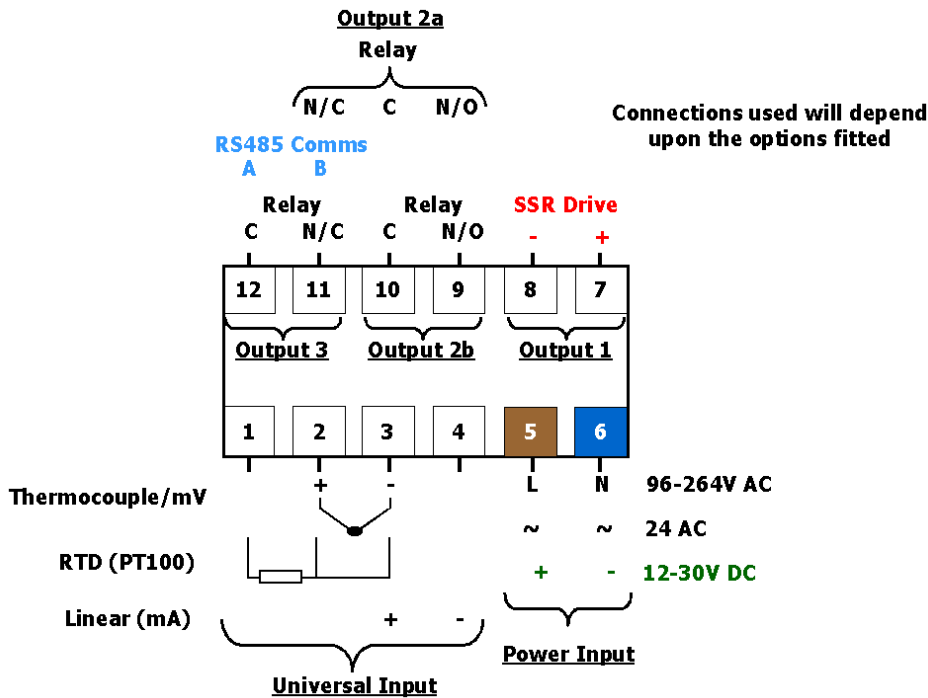 Output 2a
Relay
N/C C N/O
Connections used will depend
upon the options fitted
RS485 Comms
A B
Relay Relay SSR Drive
C N/C C N/O - +
12 11 10 9 8 7
Output 3 Output 2b Output 1
1 2 3 4 5 6
+ - L N 96-264V AC
Thermocouple/mV
~ ~ 24 AC
RTD (PT100)
+ - 12-30V DC
Linear (mA) + -
Power Input
Universal Input